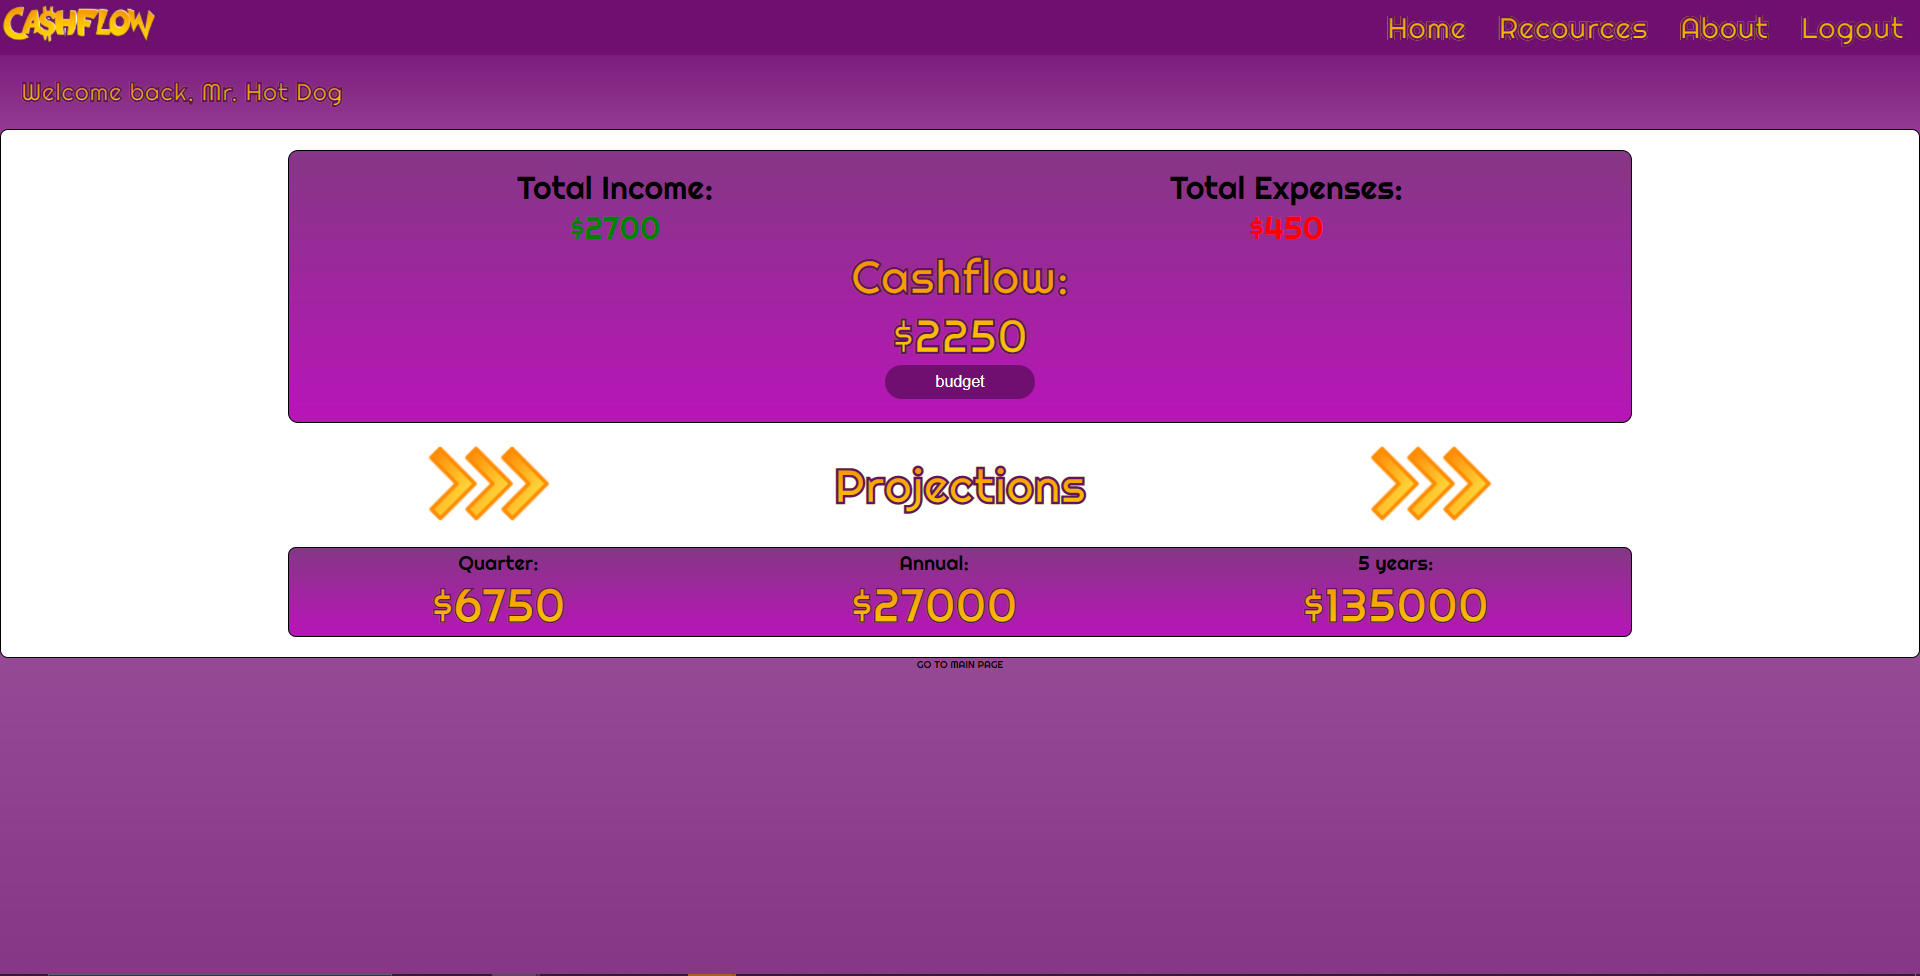 CA$HFLOW
Home Recources About Logout
Welcome back, Mr. Hot Dog
Total Income: Total Expenses:
$2700 $450
Cashflow:
$2250
budget
Projections
Quarter: Annual: 5 years:
$6750 $27000 $135000
GO TO MAIN PAGE